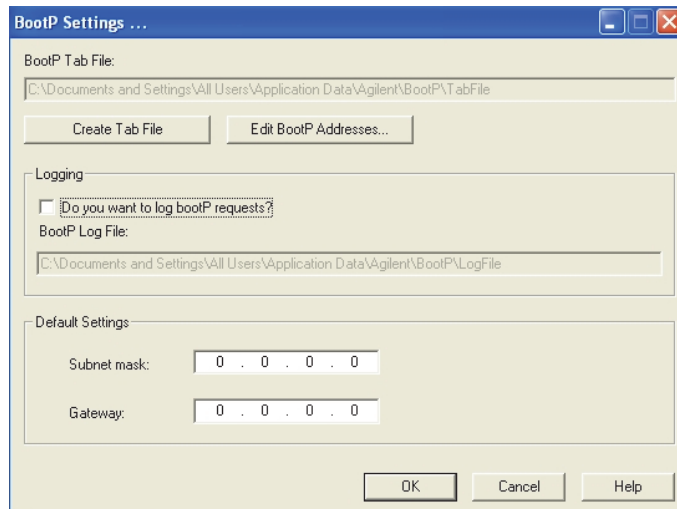 BootP Settings ...
BootP Tab File:
C:\Documents and Settings\All Users\Application Data\Agilent\BootP\TabFile
Create Tab File Edit BootP Addresses...
Logging
Do you want to log bootP requests?
BootP Log File:
C:\Documents and Settings\All Users\Application Data\Agilent\BootP\LogFile
Default Settings
Subnet mask: 0 . 0 . 0 . 0
Gateway: 0 . 0 . 0 . 0
OK Cancel Help